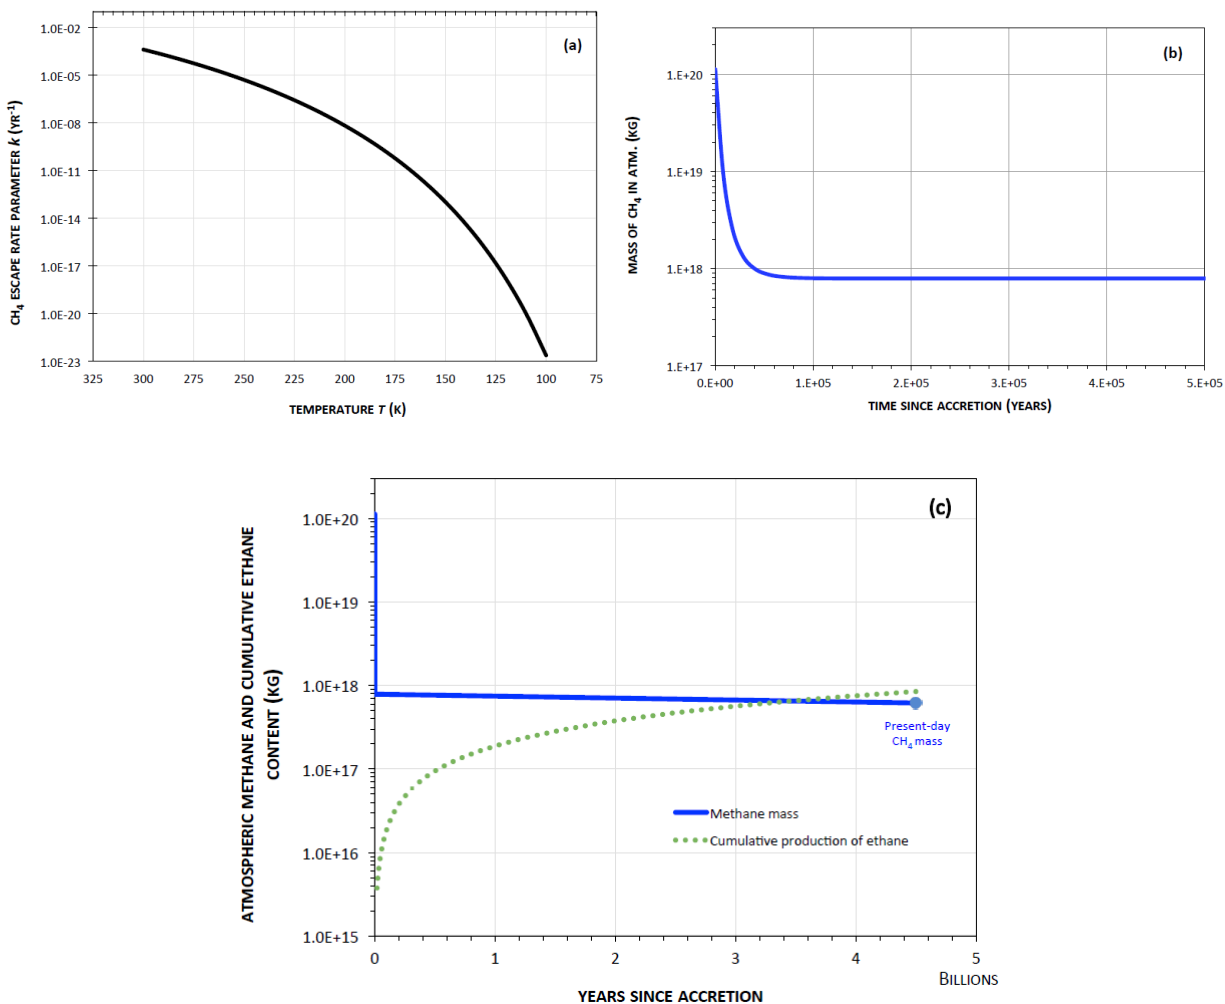 (a)
CH₄ ESCAPE RATE PARAMETER k (YR⁻¹)
1.0E-02
1.0E-05
1.0E-08
1.0E-11
1.0E-14
1.0E-17
1.0E-20
1.0E-23
325 300 275 250 225 200 175 150 125 100 75
TEMPERATURE T (K)
(b)
MASS OF CH₄ IN ATM. (KG)
1.E+20
1.E+19
1.E+18
1.E+17
0.E+00 1.E+05 2.E+05 3.E+05 4.E+05 5.E+05
TIME SINCE ACCRETION (YEARS)
(c)
ATMOSPHERIC METHANE AND CUMULATIVE ETHANE
CONTENT (KG)
1.0E+20
1.0E+19
1.0E+18
1.0E+17
1.0E+16
1.0E+15
Present-day
CH₄ mass
Methane mass
Cumulative production of ethane
0 1 2 3 4 5
BILLIONS
YEARS SINCE ACCRETION